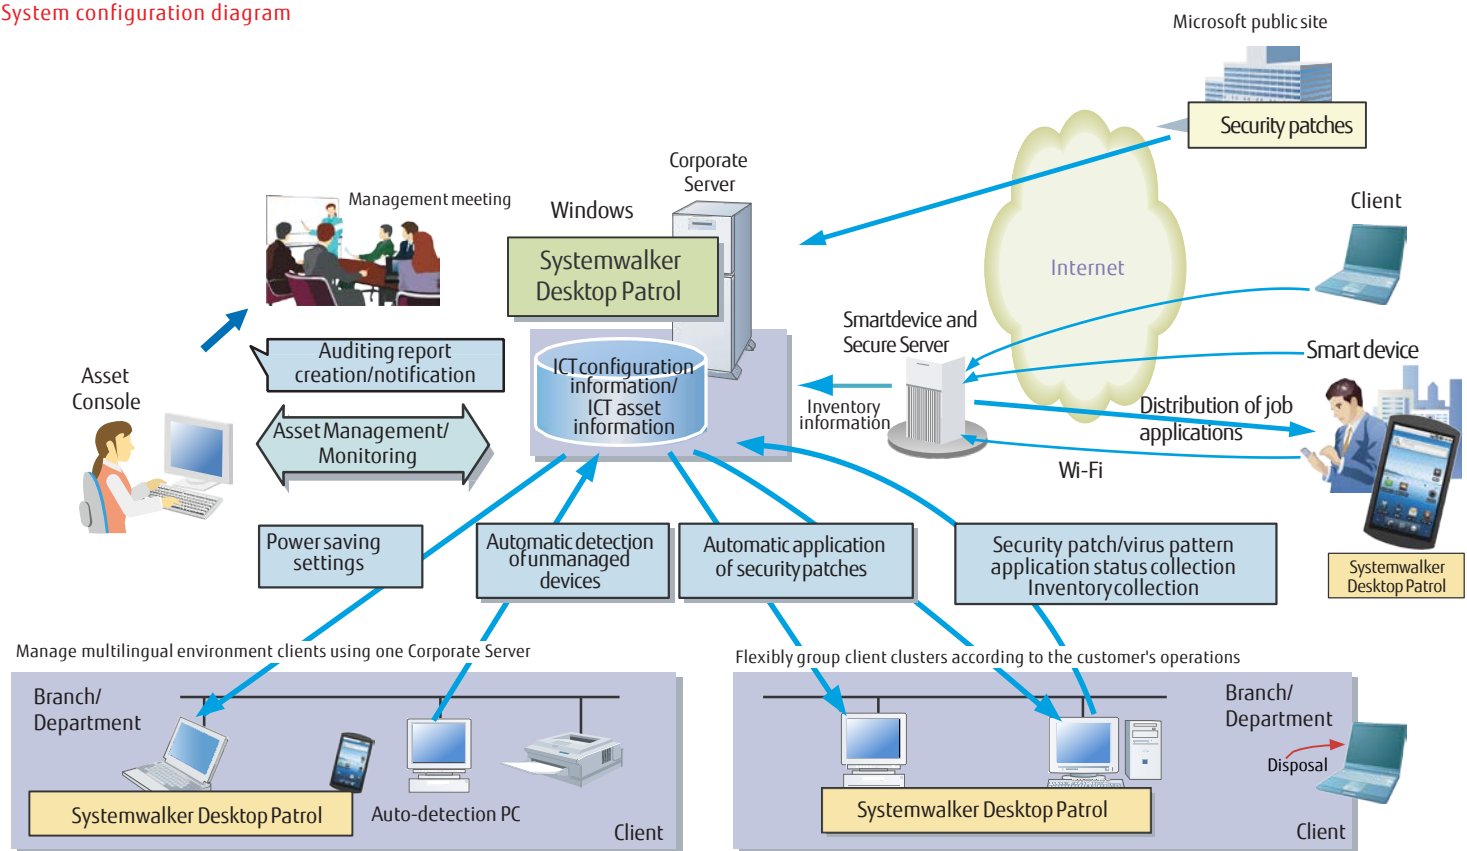 System configuration diagram
Microsoft public site
Security patches
Corporate
Server
Management meeting
Windows
Client
Systemwalker
Desktop Patrol
Internet
Smartdevice and
Secure Server
Auditing report
creation/notification
ICT configuration
information/
ICT asset
information
Smart device
Asset
Console
Inventory
information
Distribution of job
applications
Asset Management/
Monitoring
Wi-Fi
Power saving
settings
Automatic detection
of unmanaged
devices
Automatic application
of security patches
Security patch/virus pattern
application status collection
Inventory collection
Systemwalker
Desktop Patrol
Manage multilingual environment clients using one Corporate Server
Flexibly group client clusters according to the customer's operations
Branch/
Department
Systemwalker Desktop Patrol
Auto-detection PC
Client
Branch/
Department
Disposal
Systemwalker Desktop Patrol
Client